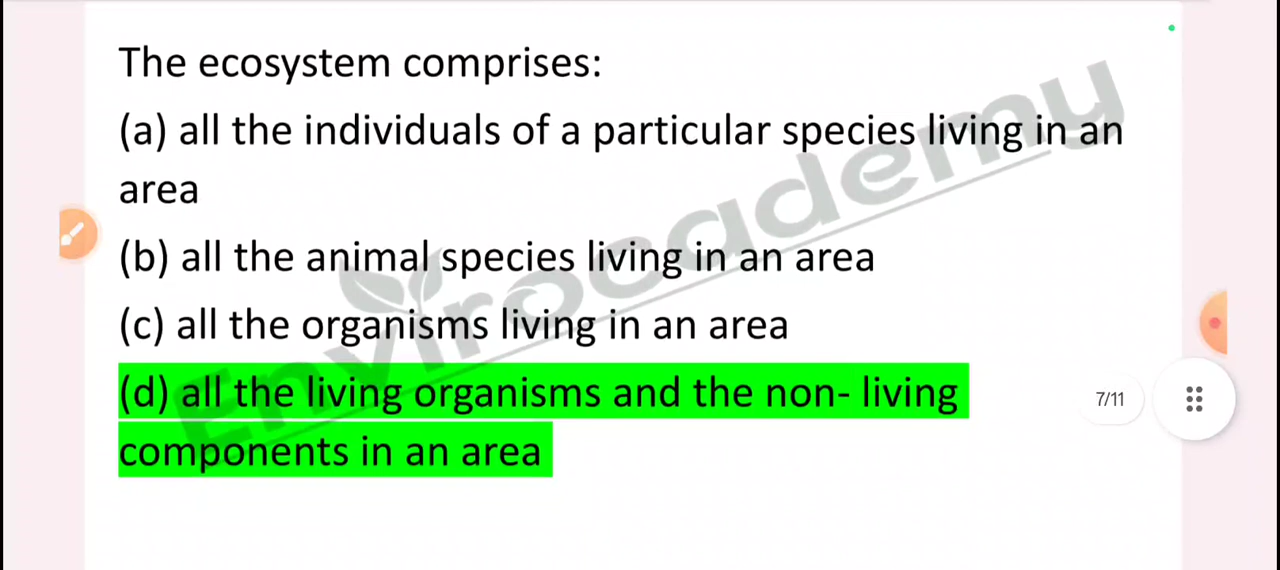 The ecosystem comprises:
(a) all the individuals of a particular species living in an
area
(b) all the animal species living in an area
(c) all the organisms living in an area
(d) all the living organisms and the non- living
components in an area
7/11
Envirocademy